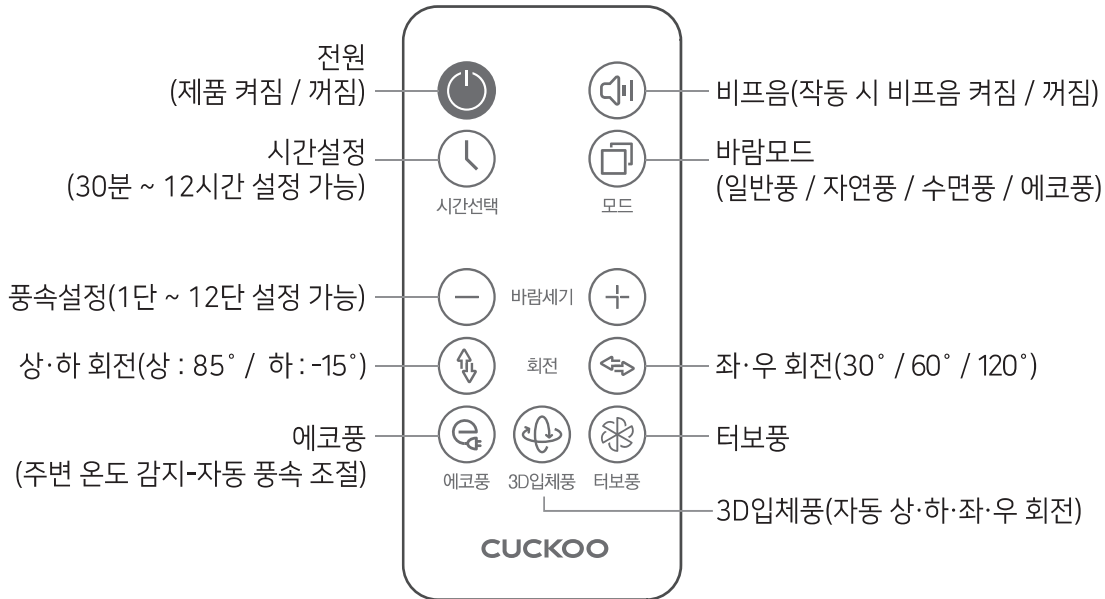 전원
(제품 켜짐 / 꺼짐)
비프음(작동 시 비프음 켜짐 / 꺼짐)
시간설정
(30분 ~ 12시간 설정 가능)
시간선택
모드
바람모드
(일반풍 / 자연풍 / 수면풍 / 에코풍)
풍속설정(1단 ~ 12단 설정 가능)
바람세기
상·하 회전(상 : 85˚ / 하 : -15˚)
회전
좌·우 회전(30˚ / 60˚ / 120˚)
에코풍
(주변 온도 감지-자동 풍속 조절)
에코풍
3D입체풍
터보풍
터보풍
3D입체풍(자동 상·하·좌·우 회전)
CUCKOO